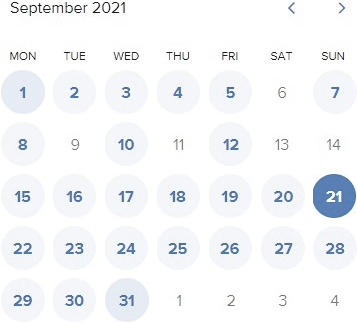 September 2021 < >
MON TUE WED THU FRI SAT SUN
1 2 3 4 5 6 7
8 9 10 11 12 13 14
15 16 17 18 19 20 21
22 23 24 25 26 27 28
29 30 31 1 2 3 4